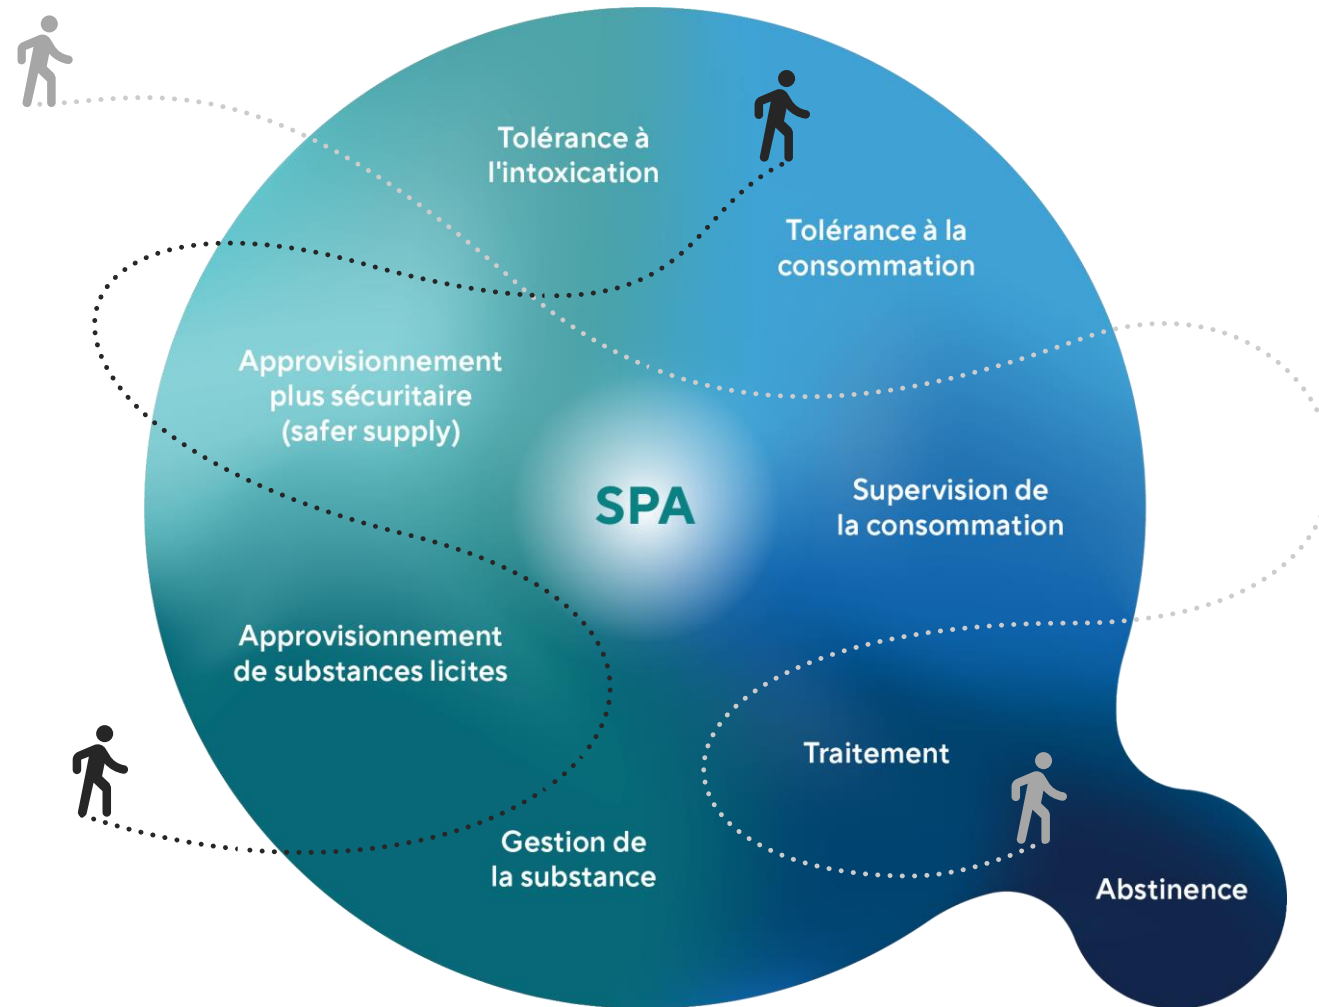 Tolérance à
l'intoxication
Tolérance à la
consommation
Approvisionnement
plus sécuritaire
(safer supply)
SPA
Supervision de
la consommation
Approvisionnement
de substances licites
Traitement
Gestion de
la substance
Abstinence